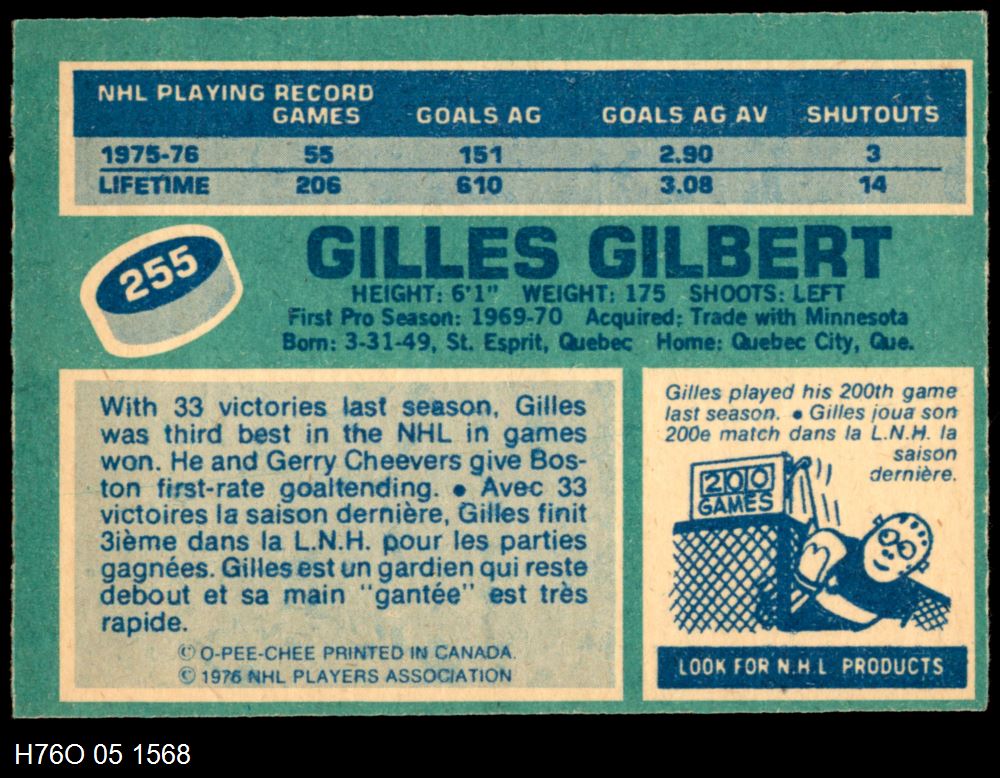 NHL PLAYING RECORD
GAMES GOALS AG GOALS AG AV SHUTOUTS
1975-76 55 151 2.90 3
LIFETIME 206 610 3.08 14
255
GILLES GILBERT
HEIGHT: 6'1" WEIGHT: 175 SHOOTS: LEFT
First Pro Season: 1969-70 Acquired: Trade with Minnesota
Born: 3-31-49, St. Esprit, Quebec Home: Quebec City, Que.
With 33 victories last season, Gilles
was third best in the NHL in games
won. He and Gerry Cheevers give Bos-
ton first-rate goaltending. • Avec 33
victoires la saison dernière, Gilles finit
3ième dans la L.N.H. pour les parties
gagnées. Gilles est un gardien qui reste
debout et sa main "gantée" est très
rapide.
© O-PEE-CHEE PRINTED IN CANADA.
© 1976 NHL PLAYERS ASSOCIATION
Gilles played his 200th game
last season. • Gilles joua son
200e match dans la L.N.H. la
saison
dernière.
200
GAMES
LOOK FOR N.H.L PRODUCTS
H76O 05 1568